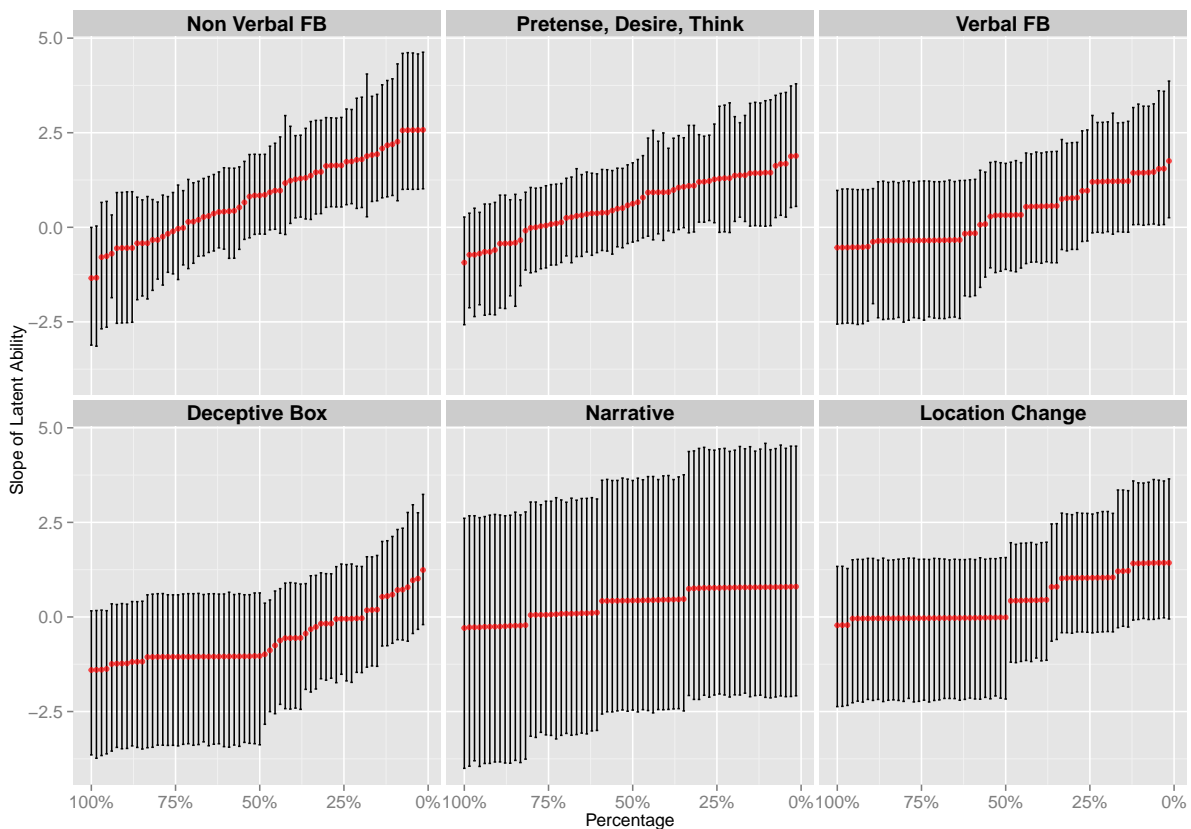 Non Verbal FB
Pretense, Desire, Think
Verbal FB
5.0
2.5
0.0
−2.5
Deceptive Box
Narrative
Location Change
5.0
2.5
0.0
−2.5
Slope of Latent Ability
100% 75% 50% 25% 0%
100% 75% 50% 25% 0%
100% 75% 50% 25% 0%
Percentage